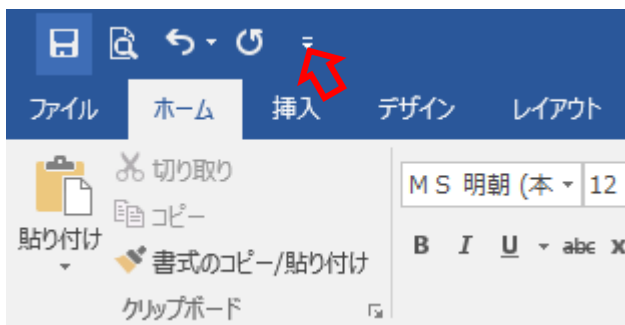 ファイル ホーム 挿入 デザイン レイアウト
切り取り
コピー
貼り付け
書式のコピー/貼り付け
クリップボード
ＭＳ 明朝 (本 12
B I U abc x